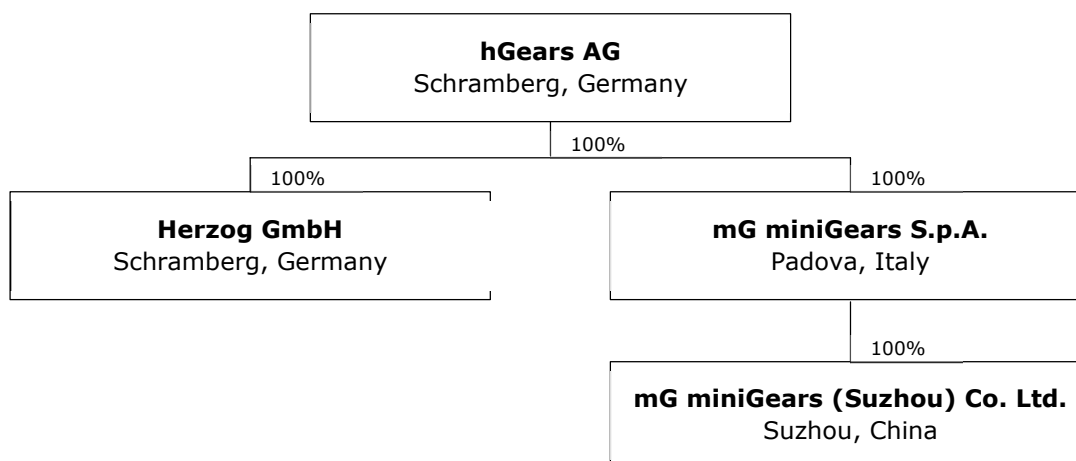 hGears AG
Schramberg, Germany
100%
100%
100%
Herzog GmbH
Schramberg, Germany
mG miniGears S.p.A.
Padova, Italy
100%
mG miniGears (Suzhou) Co. Ltd.
Suzhou, China